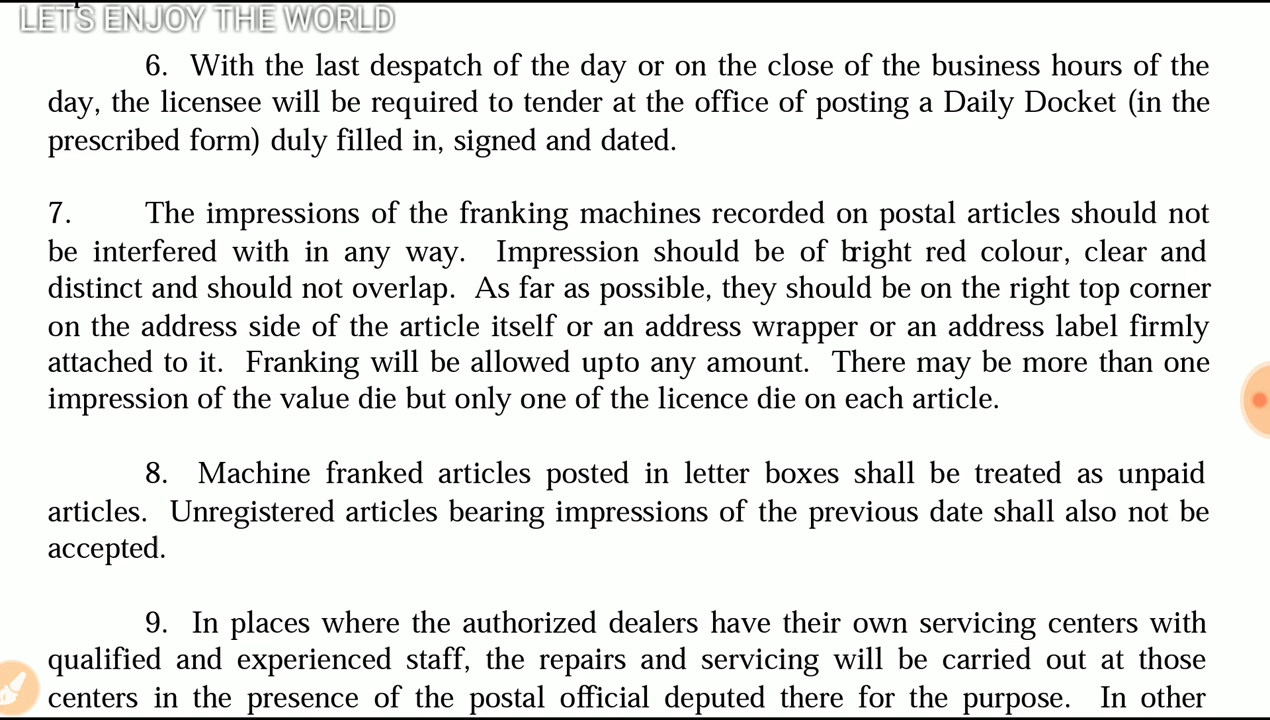 LETS ENJOY THE WORLD
6. With the last despatch of the day or on the close of the business hours of the
day, the licensee will be required to tender at the office of posting a Daily Docket (in the
prescribed form) duly filled in, signed and dated.
7. The impressions of the franking machines recorded on postal articles should not
be interfered with in any way. Impression should be of bright red colour, clear and
distinct and should not overlap. As far as possible, they should be on the right top corner
on the address side of the article itself or an address wrapper or an address label firmly
attached to it. Franking will be allowed upto any amount. There may be more than one
impression of the value die but only one of the licence die on each article.
8. Machine franked articles posted in letter boxes shall be treated as unpaid
articles. Unregistered articles bearing impressions of the previous date shall also not be
accepted.
9. In places where the authorized dealers have their own servicing centers with
qualified and experienced staff, the repairs and servicing will be carried out at those
centers in the presence of the postal official deputed there for the purpose. In other